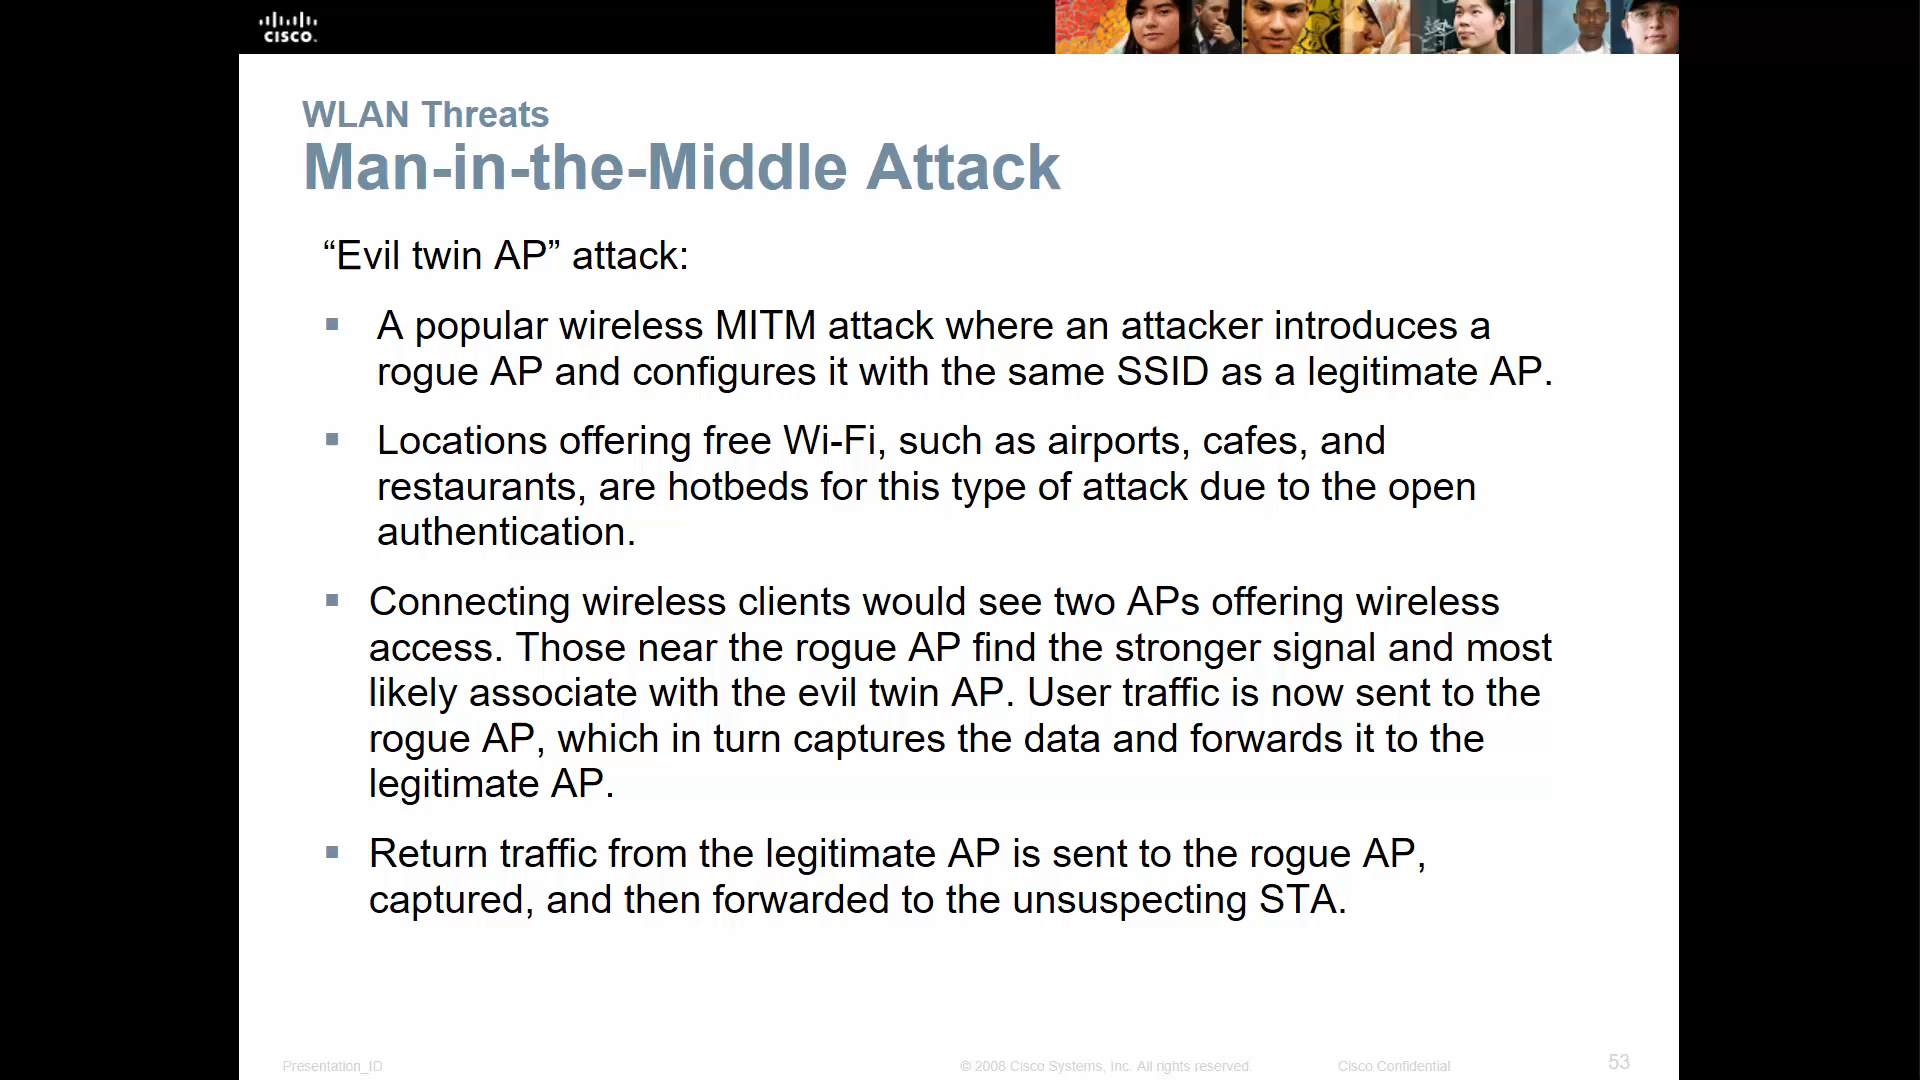 CISCO.
WLAN Threats
Man-in-the-Middle Attack
“Evil twin AP” attack:
▪ A popular wireless MITM attack where an attacker introduces a
rogue AP and configures it with the same SSID as a legitimate AP.
▪ Locations offering free Wi-Fi, such as airports, cafes, and
restaurants, are hotbeds for this type of attack due to the open
authentication.
▪ Connecting wireless clients would see two APs offering wireless
access. Those near the rogue AP find the stronger signal and most
likely associate with the evil twin AP. User traffic is now sent to the
rogue AP, which in turn captures the data and forwards it to the
legitimate AP.
▪ Return traffic from the legitimate AP is sent to the rogue AP,
captured, and then forwarded to the unsuspecting STA.
Presentation_ID © 2008 Cisco Systems, Inc. All rights reserved. Cisco Confidential 53